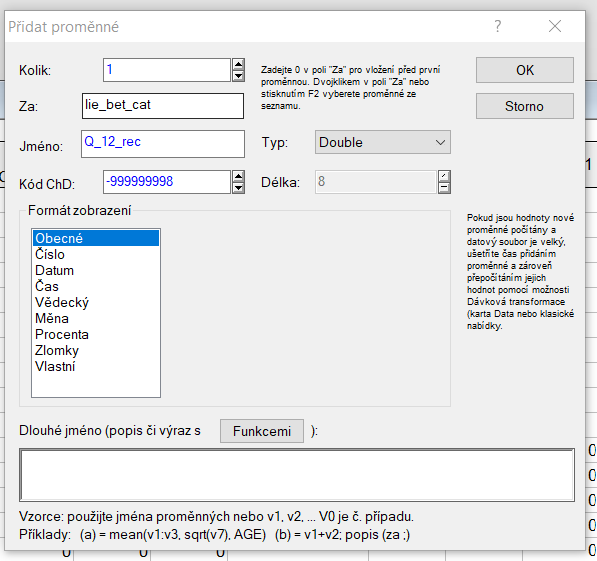 Přidat proměnné
Kolik:
1
Zadejte 0 v poli "Za" pro vložení před první
proměnnou. Dvojklikem v poli "Za" nebo
stisknutím F2 vyberete proměnné ze
seznamu.
OK
Za:
lie_bet_cat
Storno
Jméno:
Q_12_rec
Typ:
Double
1
Kód ChD:
-999999998
Délka:
8
Formát zobrazení
Obecné
Číslo
Datum
Čas
Vědecký
Měna
Procenta
Zlomky
Vlastní
Pokud jsou hodnoty nové
proměnné počítány a
datový soubor je velký,
ušetříte čas přidáním
proměnné a zároveň
přepočítáním jejich
hodnot pomocí možnosti
Dávková transformace
(karta Data nebo klasické
nabídky.
Dlouhé jméno (popis či výraz s
Funkcemi
):
Vzorce: použijte jména proměnných nebo v1, v2, ... V0 je č. případu.
Příklady: (a) = mean(v1:v3, sqrt(v7), AGE) (b) = v1+v2; popis (za ;)
0 0 0